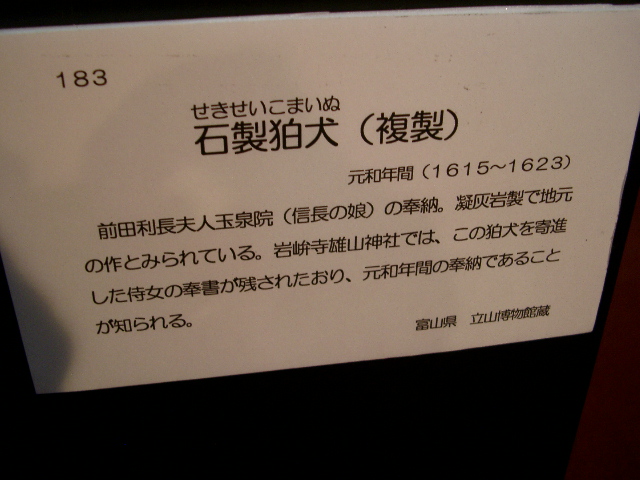 183
せきせいこまいぬ
石製狛犬（複製）
元和年間（1615～1623）
前田利長夫人玉泉院（信長の娘）の奉納。凝灰岩製で地元
の作とみられている。岩峅寺雄山神社では、この狛犬を寄進
した侍女の奉書が残されたおり、元和年間の奉納であること
が知られる。
富山県　立山博物館蔵